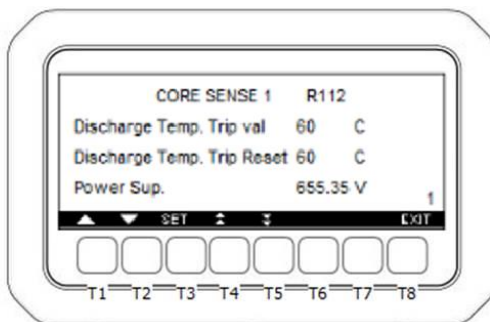 CORE SENSE 1 R112
Discharge Temp. Trip val 60 C
Discharge Temp. Trip Reset 60 C
Power Sup. 655.35 V
1
SET EXIT
T1 T2 T3 T4 T5 T6 T7 T8